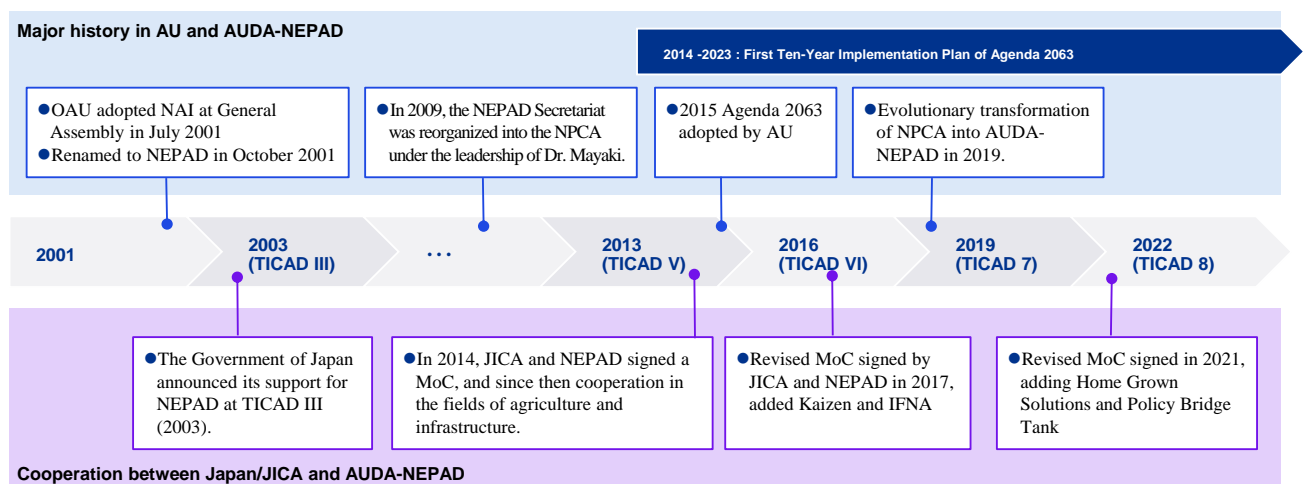 Major history in AU and AUDA-NEPAD
2014 -2023 : First Ten-Year Implementation Plan of Agenda 2063
●OAU adopted NAI at General
Assembly in July 2001
●Renamed to NEPAD in October 2001
●In 2009, the NEPAD Secretariat
was reorganized into the NPCA
under the leadership of Dr. Mayaki.
●2015 Agenda 2063
adopted by AU
●Evolutionary transformation
of NPCA into AUDA-
NEPAD in 2019.
2001
2003
(TICAD III)
…
2013
(TICAD V)
2016
(TICAD VI)
2019
(TICAD 7)
2022
(TICAD 8)
●The Government of Japan
announced its support for
NEPAD at TICAD III
(2003).
●In 2014, JICA and NEPAD signed a
MoC, and since then cooperation in
the fields of agriculture and
infrastructure.
●Revised MoC signed by
JICA and NEPAD in 2017,
added Kaizen and IFNA
●Revised MoC signed in 2021,
adding Home Grown
Solutions and Policy Bridge
Tank
Cooperation between Japan/JICA and AUDA-NEPAD